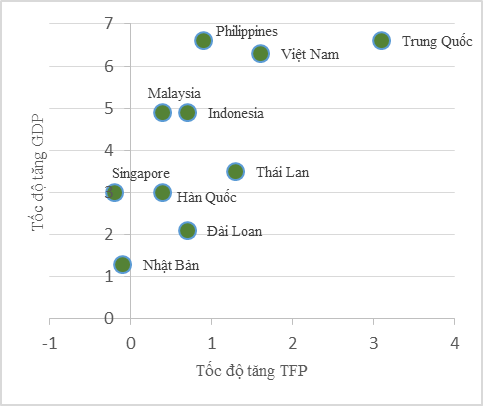 7
Philippines
Trung Quốc
Việt Nam
6
5
Malaysia
Indonesia
4
Thái Lan
Singapore
3
Hàn Quốc
Đài Loan
2
Nhật Bản
1
0
-1 0 1 2 3 4
Tốc độ tăng GDP
Tốc độ tăng TFP